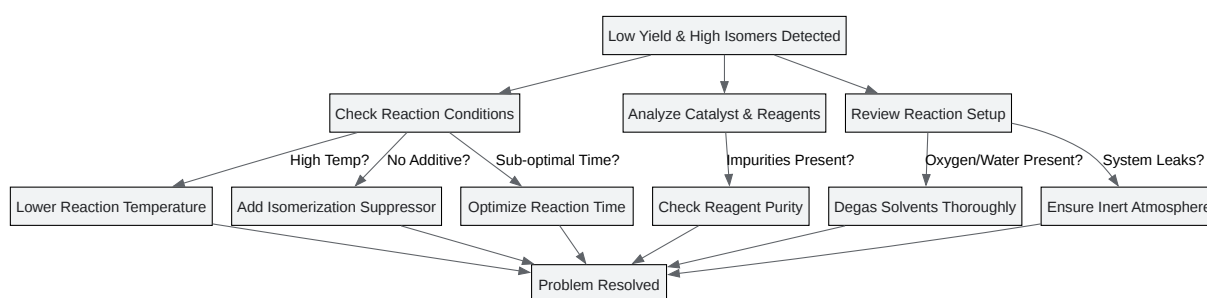 Low Yield & High Isomers Detected
Check Reaction Conditions
Analyze Catalyst & Reagents
Review Reaction Setup
High Temp?
No Additive?
Sub-optimal Time?
Impurities Present?
Oxygen/Water Present?
System Leaks?
Lower Reaction Temperature
Add Isomerization Suppressor
Optimize Reaction Time
Check Reagent Purity
Degas Solvents Thoroughly
Ensure Inert Atmosphere
Problem Resolved